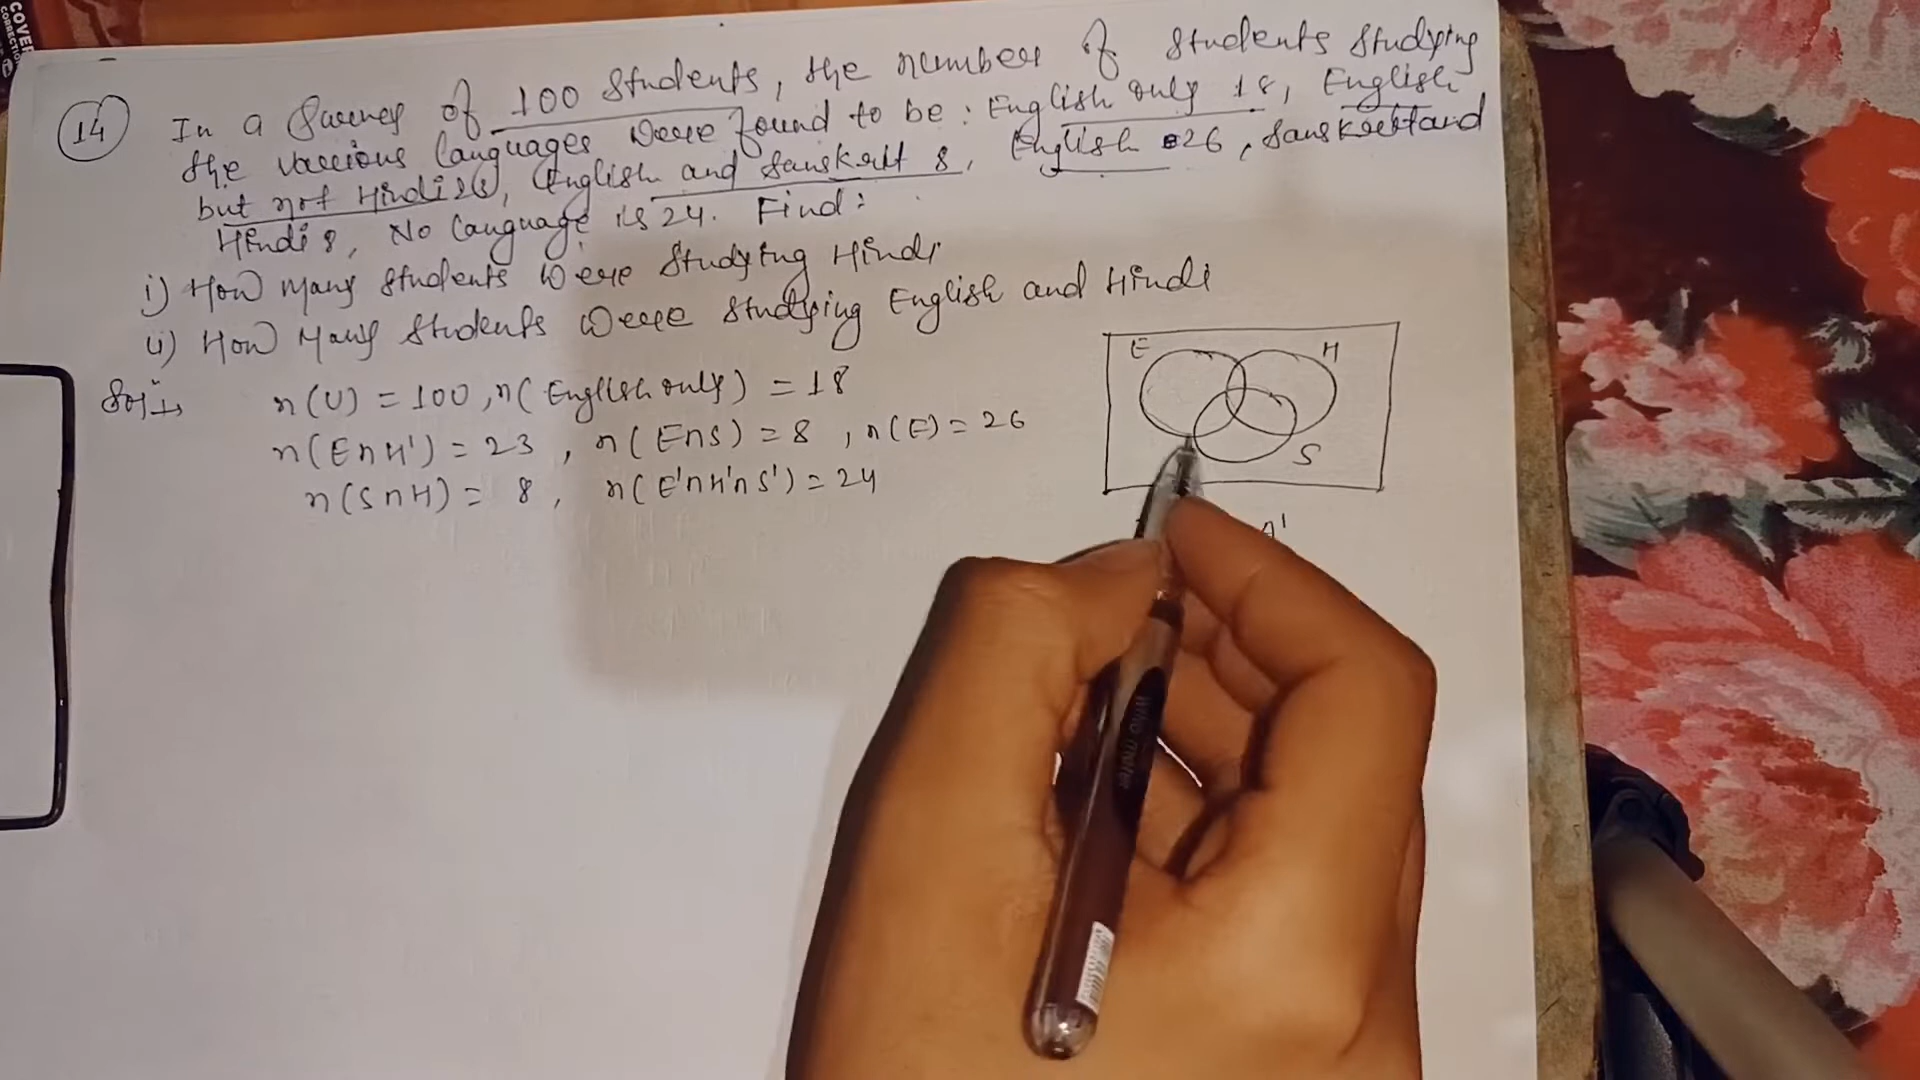 COVER
CORRECTION
14
In a Survey of 100 Students, the number of Students Studying
the various languages were found to be: English only 18, English
but not Hindi 23, English and Sanskrit 8, English 26, Sanskrit and
Hindi 8, No language is 24. Find:
i) How many students were studying Hindi
ii) How Many students were studying English and Hindi
Sol:-
n(U) = 100, n(English only) = 18
n(E∩H') = 23, n(E∩S) = 8, n(E) = 26
n(S∩H) = 8, n(E'∩H'∩S') = 24
E
H
S
A'